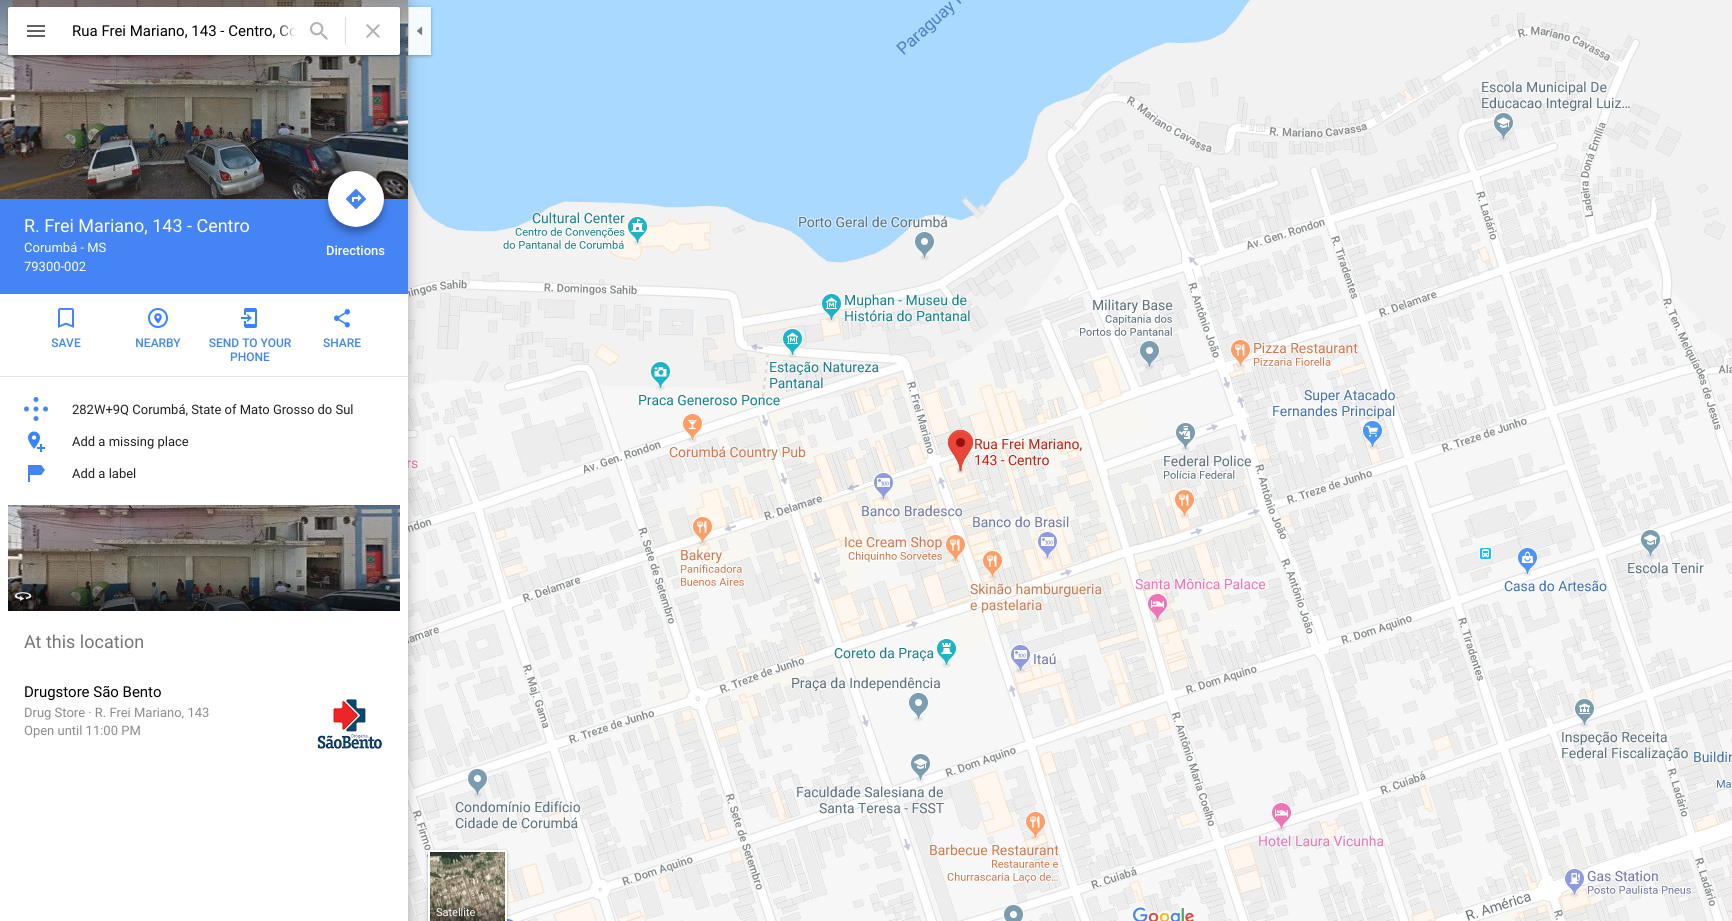 Rua Frei Mariano, 143 - Centro, Co
R. Frei Mariano, 143 - Centro
Corumbá - MS
79300-002
Directions
SAVE
NEARBY
SEND TO YOUR
PHONE
SHARE
282W+9Q Corumbá, State of Mato Grosso do Sul
Add a missing place
Add a label
At this location
Drugstore São Bento
Drug Store · R. Frei Mariano, 143
Open until 11:00 PM
Drogaria
SãoBento
Paraguay
R. Mariano Cavassa
Escola Municipal De
Educacao Integral Luiz...
R. Mariano Cavassa
R. Mariano Cavassa
Ladeira Doná Emilia
Cultural Center
Centro de Convenções
do Pantanal de Corumbá
Porto Geral de Corumbá
R. Ladário
Av. Gen. Rondon
R. Tiradentes
mingos Sahib
R. Domingos Sahib
Muphan - Museu de
História do Pantanal
Military Base
Capitania dos
Portos do Pantanal
R. Antônio João
R. Delamare
R. Ten. Melquíades de Jesus
Estação Natureza
Pantanal
Pizza Restaurant
Pizzaria Fiorella
Ala
Praca Generoso Ponce
R. Frei Mariano
Super Atacado
Fernandes Principal
Corumbá Country Pub
Rua Frei Mariano,
143 - Centro
R. Treze de Junho
Av. Gen. Rondon
rs
Federal Police
Polícia Federal
R. Treze de Junho
Banco Bradesco
R. Delamare
ondon
Banco do Brasil
R. Antônio João
Ice Cream Shop
Chiquinho Sorvetes
Bakery
Panificadora
Buenos Aires
R. Sete de Setembro
Escola Tenir
Casa do Artesão
Skinão hamburgueria
e pastelaria
Santa Mônica Palace
R. Delamare
R. Antônio João
R. Dom Aquino
R. Tiradentes
elamare
Coreto da Praça
Itaú
R. Treze de Junho
Praça da Independência
R. Dom Aquino
R. Maj. Gama
R. Treze de Junho
R. Ladário
R. Antônio Maria Coelho
Inspeção Receita
Federal Fiscalização
Buildin
Ma
R. Dom Aquino
Faculdade Salesiana de
Santa Teresa - FSST
R. Cuiabá
Condomínio Edifício
Cidade de Corumbá
R. Sete de Setembro
R. Firmo
R. Ladário
Hotel Laura Vicunha
Barbecue Restaurant
Restaurante e
Churrascaria Laço de...
R. Dom Aquino
R. Cuiabá
Gas Station
Posto Paulista Pneus
R. América
Satellite
Google